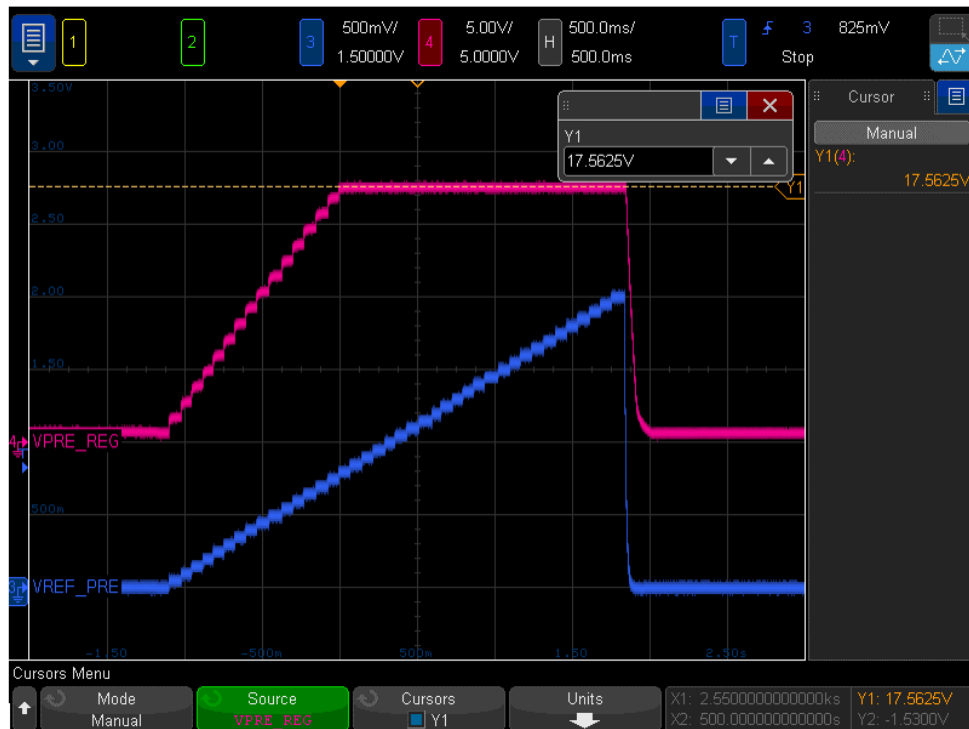 1
2
3
500mV/
1.50000V
4
5.00V/
5.0000V
H
500.0ms/
500.0ms
T
3
825mV
Stop
3.50V
3.00
2.50
2.00
1.50
500m
-1.50
-500m
500m
1.50
2.50s
Y1
17.5625V
Y1
4
VPRE_REG
3
VREF_PRE
Cursor
Manual
Y1(4):
17.5625V
Cursors Menu
Mode
Manual
Source
VPRE_REG
Cursors
Y1
Units
X1: 2.5500000000000ks
X2: 500.000000000000s
Y1: 17.5625V
Y2: -1.5300V